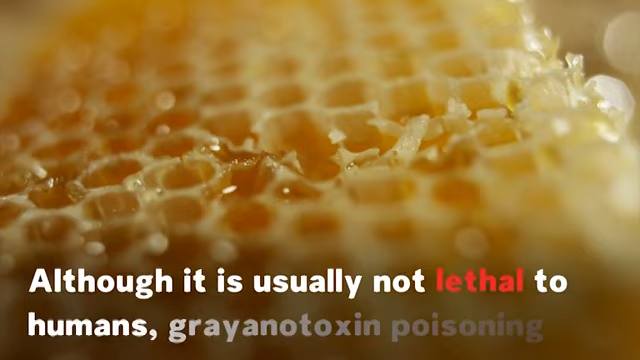 Although it is usually not lethal to
humans, grayanotoxin poisoning